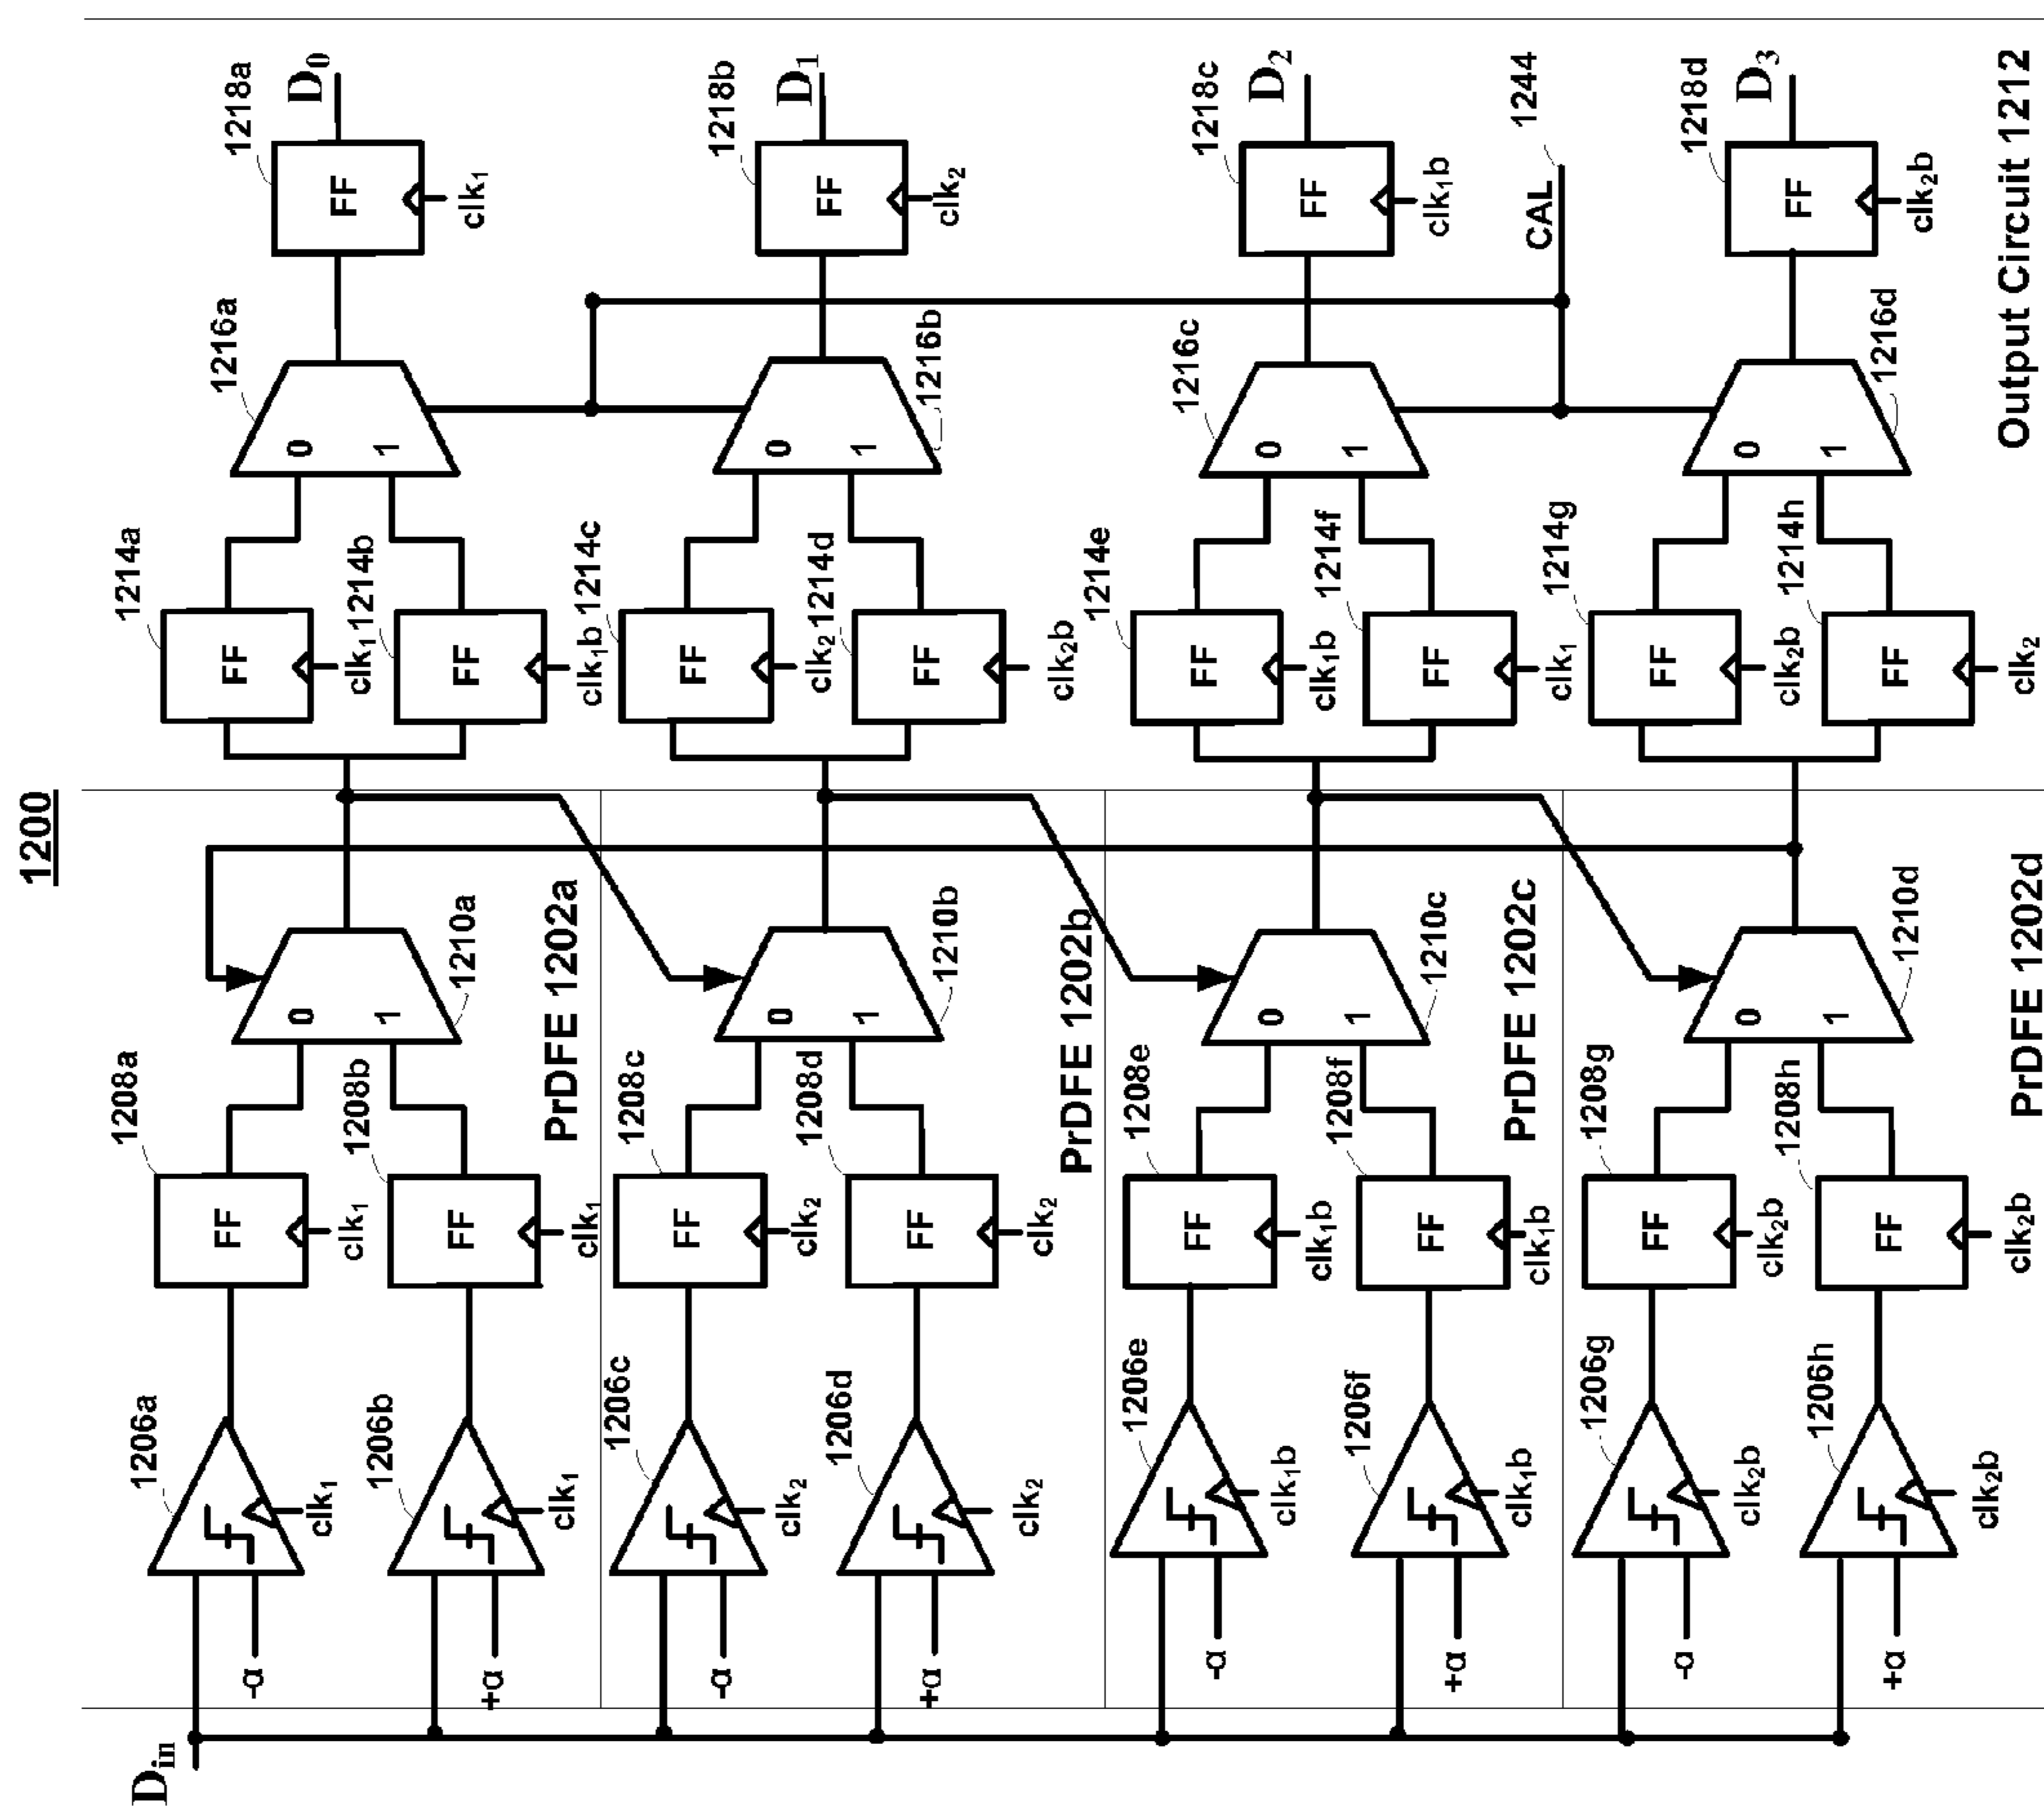 1200
D0
D1
D2
D3
1218a
1218b
1218c
1218d
1244
CAL
Output Circuit 1212
FF
clk1
FF
clk2
FF
clk1b
FF
clk2b
1216a
0
1
1216b
0
1
1216c
0
1
1216d
0
1
1214a
FF
clk1
1214b
FF
clk1b
1214c
FF
clk2
1214d
FF
clk2b
1214e
FF
clk1b
1214f
FF
clk1
1214g
FF
clk2b
1214h
FF
clk2
PrDFE 1202a
1210a
0
1
PrDFE 1202b
1210b
0
1
PrDFE 1202c
1210c
0
1
PrDFE 1202d
1210d
0
1
1208a
FF
clk1
1208b
FF
clk1
1208c
FF
clk2
1208d
FF
clk2
1208e
FF
clk1b
1208f
FF
clk1b
1208g
FF
clk2b
1208h
FF
clk2b
1206a
clk1
-α
1206b
clk1
+α
1206c
clk2
-α
1206d
clk2
+α
1206e
clk1b
-α
1206f
clk1b
+α
1206g
clk2b
-α
1206h
clk2b
+α
Din